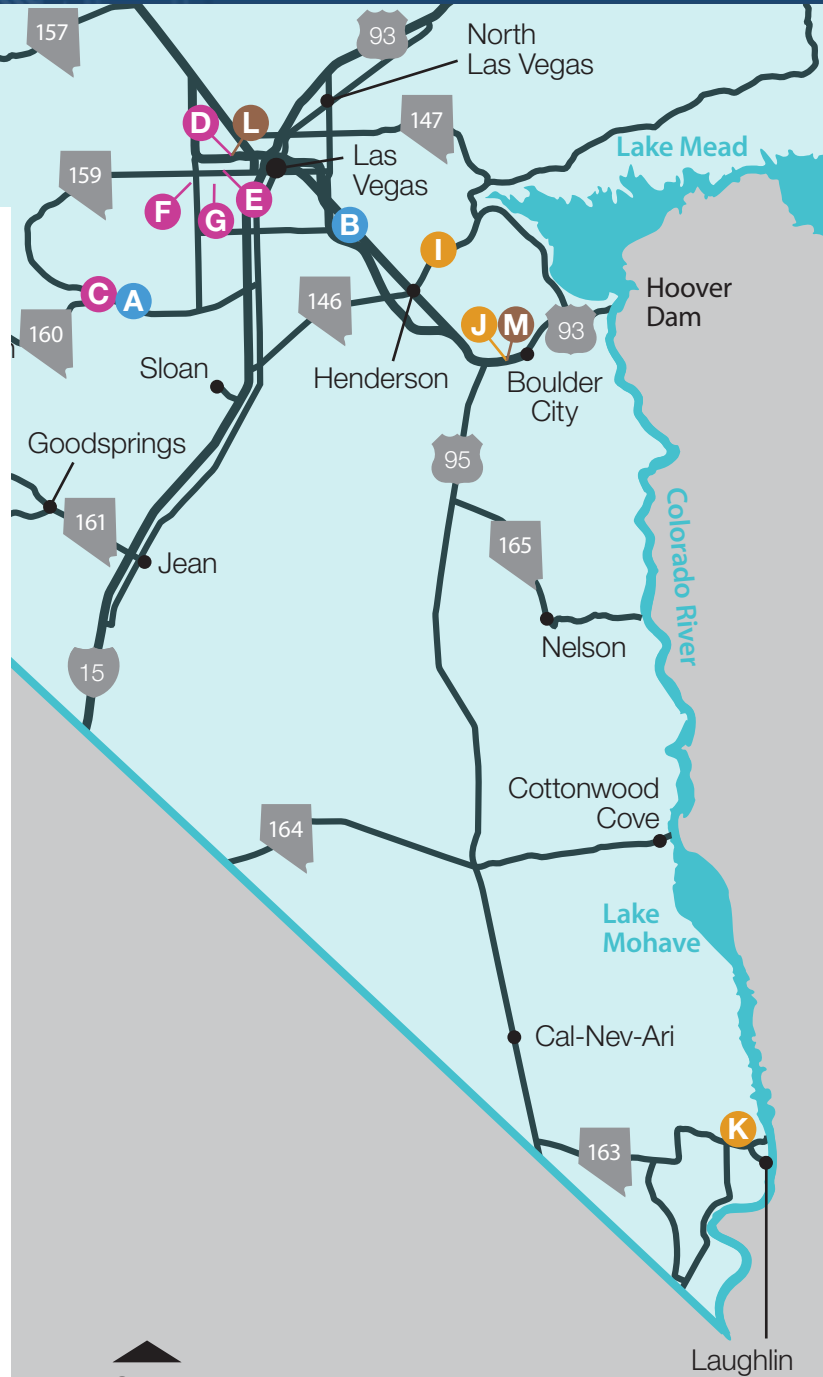 157
93
North
Las Vegas
D
L
147
Las
Vegas
Lake Mead
159
F
G
E
B
I
C
A
146
J
M
93
Hoover
Dam
160
Sloan
Henderson
Boulder
City
Goodsprings
95
161
Jean
165
Colorado River
Nelson
15
Cottonwood
Cove
164
Lake
Mohave
Cal-Nev-Ari
K
163
Laughlin